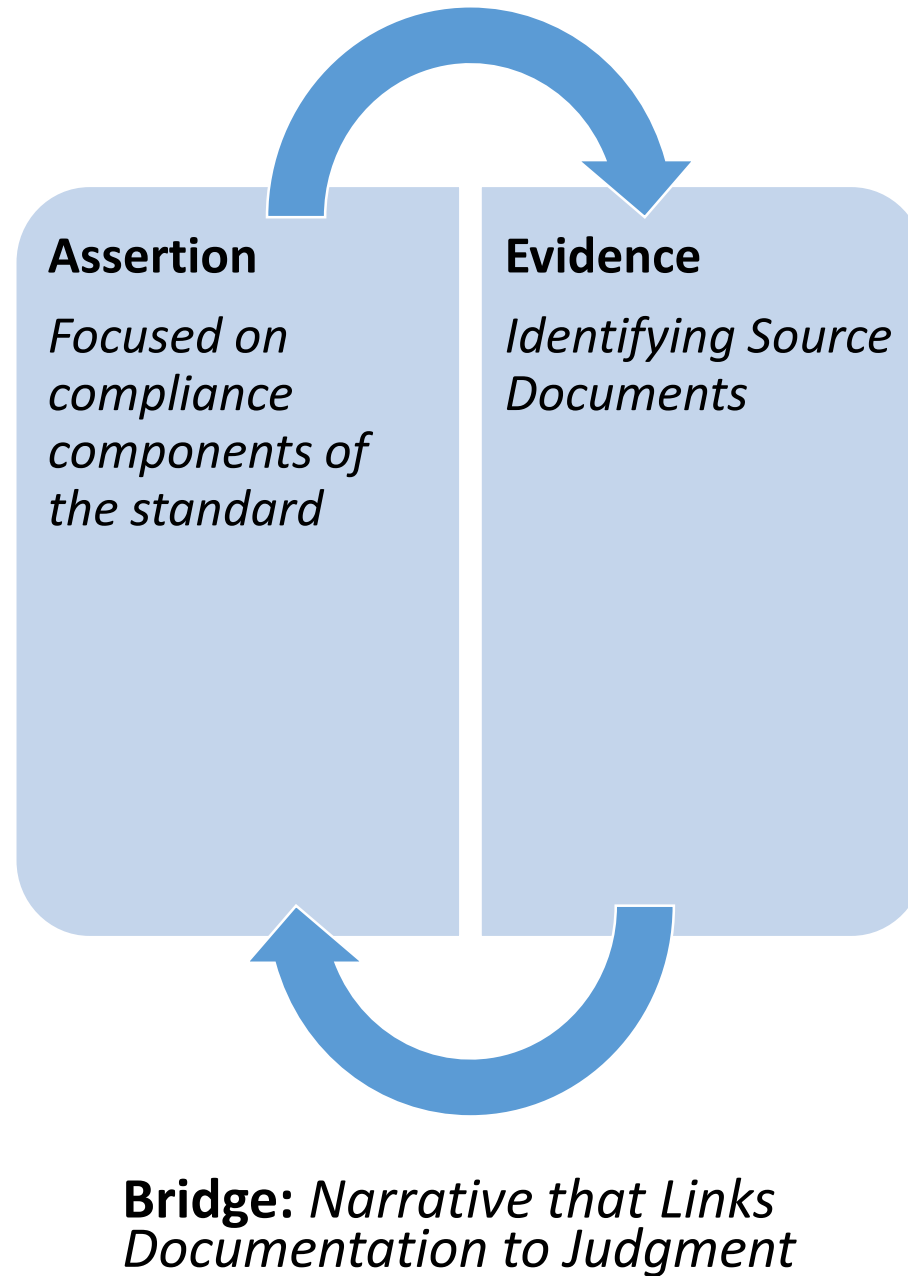 Assertion
Focused on
compliance
components of
the standard
Evidence
Identifying Source
Documents
Bridge: Narrative that Links
Documentation to Judgment